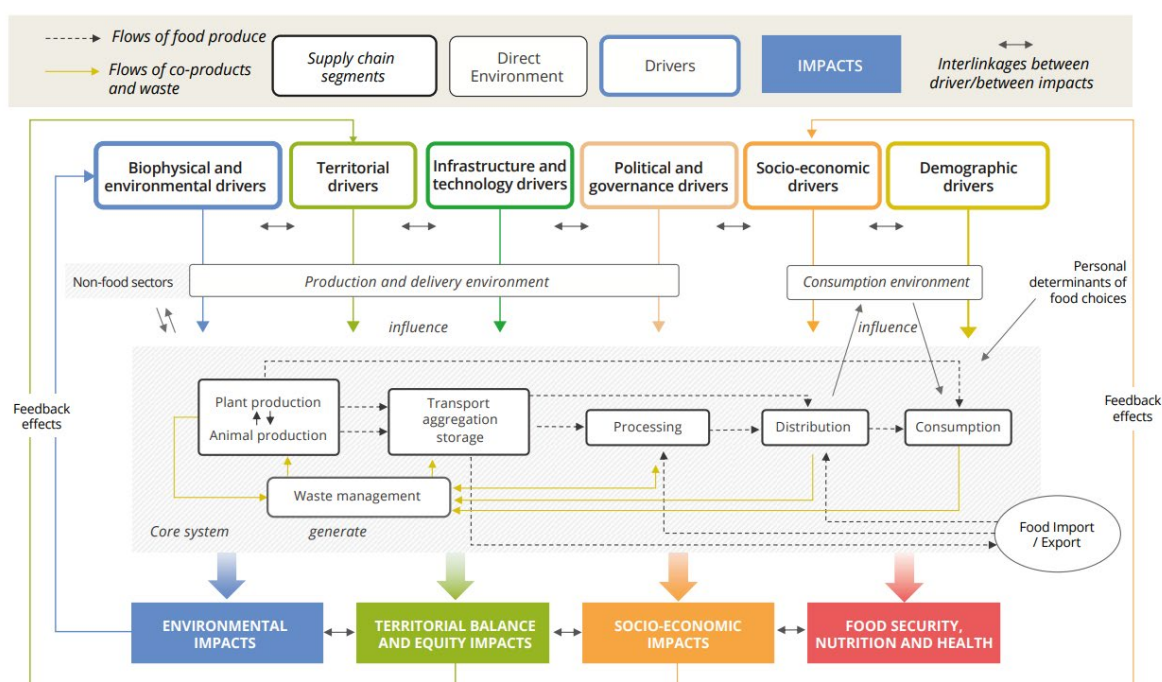 Flows of food produce
Flows of co-products
and waste
Supply chain
segments
Direct
Environment
Drivers
IMPACTS
Interlinkages between
driver/between impacts
Biophysical and
environmental drivers
Territorial
drivers
Infrastructure and
technology drivers
Political and
governance drivers
Socio-economic
drivers
Demographic
drivers
Non-food sectors
Production and delivery environment
Consumption environment
Personal
determinants of
food choices
influence
influence
Feedback
effects
Plant production
Animal production
Transport
aggregation
storage
Processing
Distribution
Consumption
Feedback
effects
Waste management
Core system
generate
Food Import
/ Export
ENVIRONMENTAL
IMPACTS
TERRITORIAL BALANCE
AND EQUITY IMPACTS
SOCIO-ECONOMIC
IMPACTS
FOOD SECURITY,
NUTRITION AND HEALTH